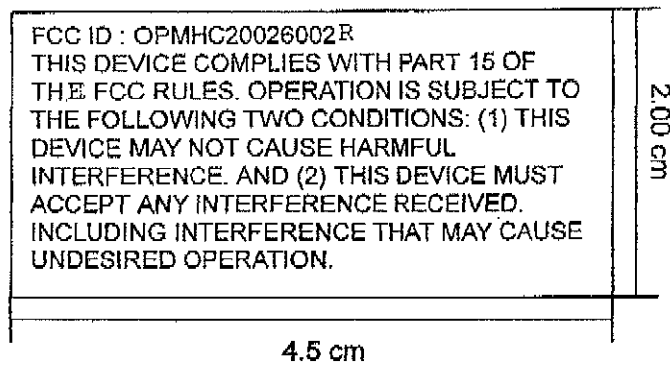 FCC ID : OPMHC20026002R
THIS DEVICE COMPLIES WITH PART 15 OF
THE FCC RULES. OPERATION IS SUBJECT TO
THE FOLLOWING TWO CONDITIONS: (1) THIS
DEVICE MAY NOT CAUSE HARMFUL
INTERFERENCE. AND (2) THIS DEVICE MUST
ACCEPT ANY INTERFERENCE RECEIVED.
INCLUDING INTERFERENCE THAT MAY CAUSE
UNDESIRED OPERATION.
2.00 cm
4.5 cm